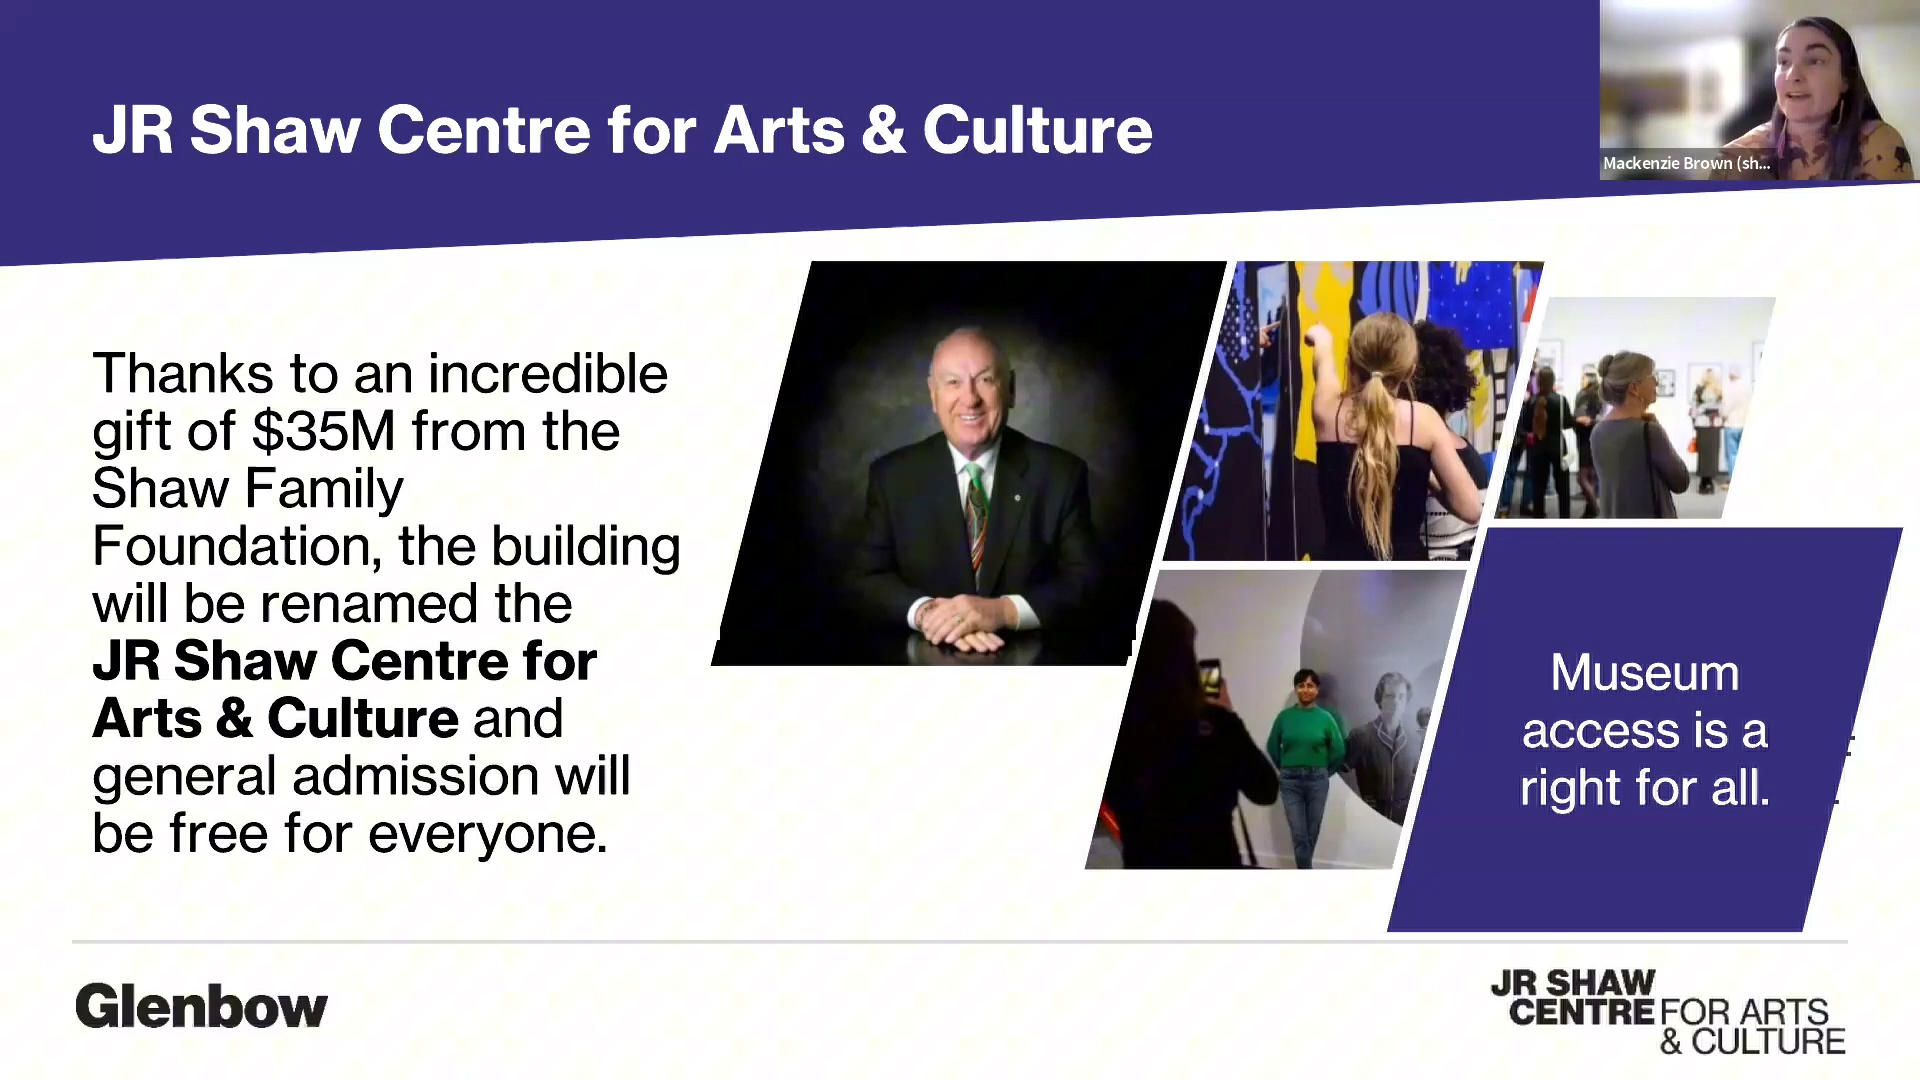 JR Shaw Centre for Arts & Culture
Mackenzie Brown (sh...
Thanks to an incredible
gift of $35M from the
Shaw Family
Foundation, the building
will be renamed the
JR Shaw Centre for
Arts & Culture and
general admission will
be free for everyone.
Museum
access is a
right for all.
Glenbow
JR SHAW
CENTRE FOR ARTS
& CULTURE